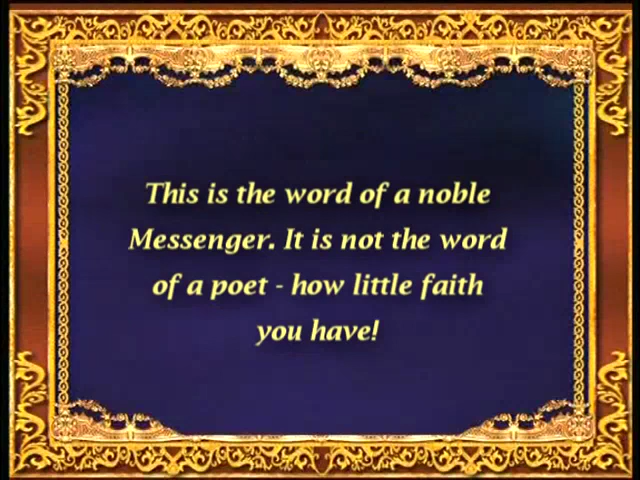 This is the word of a noble
Messenger. It is not the word
of a poet - how little faith
you have!